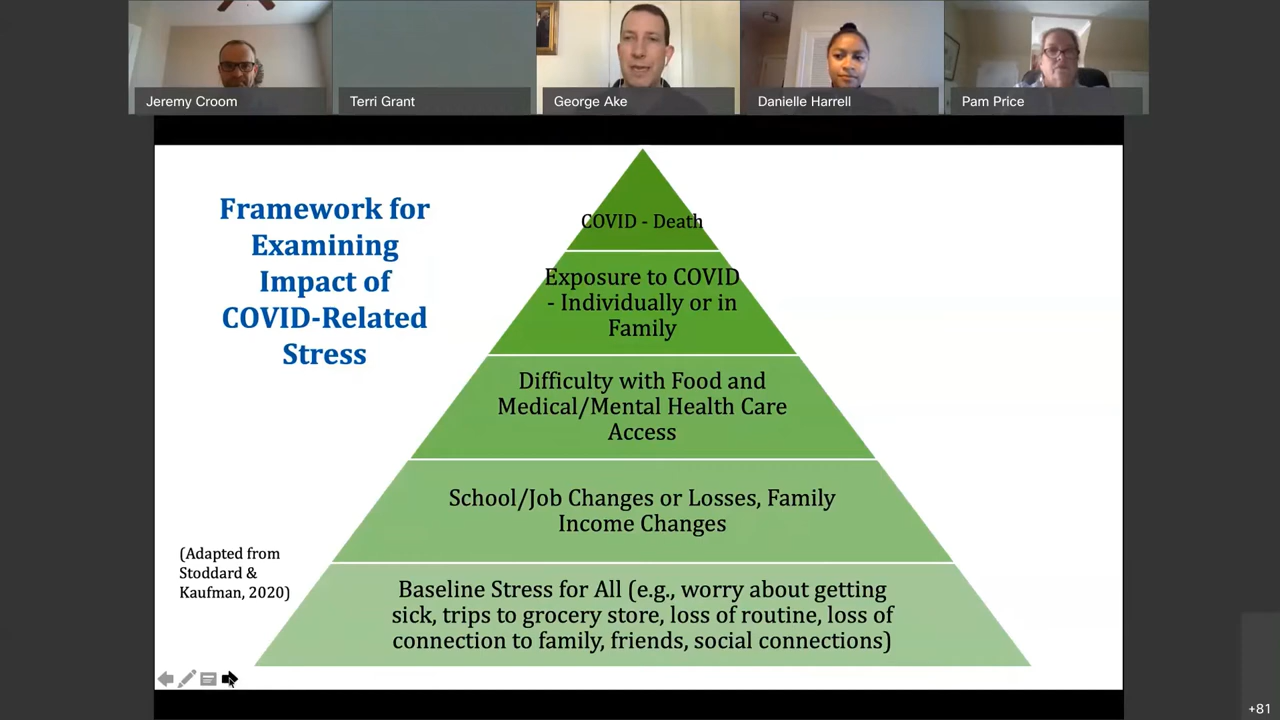 Jeremy Croom
Terri Grant
George Ake
Danielle Harrell
Pam Price
Framework for
Examining
Impact of
COVID-Related
Stress
COVID - Death
Exposure to COVID
- Individually or in
Family
Difficulty with Food and
Medical/Mental Health Care
Access
School/Job Changes or Losses, Family
Income Changes
(Adapted from
Stoddard &
Kaufman, 2020)
Baseline Stress for All (e.g., worry about getting
sick, trips to grocery store, loss of routine, loss of
connection to family, friends, social connections)
+81